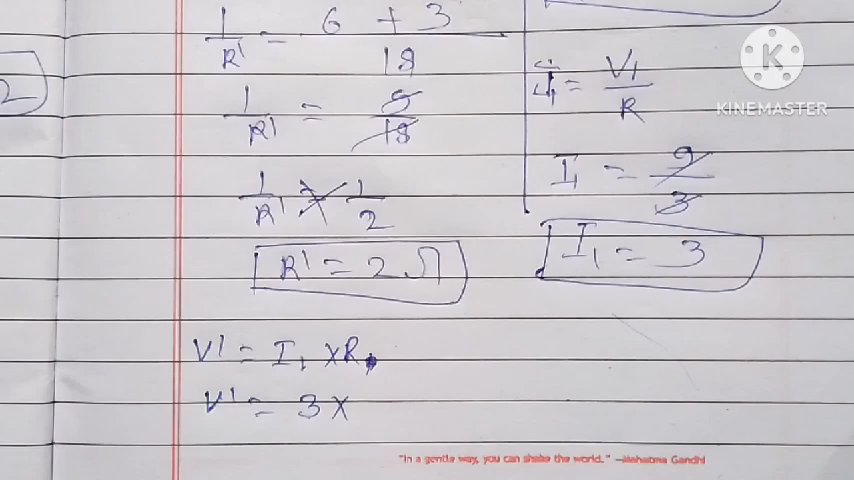 1/R' = 6 + 3/18
1/R' = 9/18
1/R' 1/2
R' = 2 Ω
V' = I₁ × R₁
V' = 3 ×
I₁ = V₁/R
I₁ = 9/3
I₁ = 3
K
KINEMASTER
"In a gentle way, you can shake the world." —Mahatma Gandhi